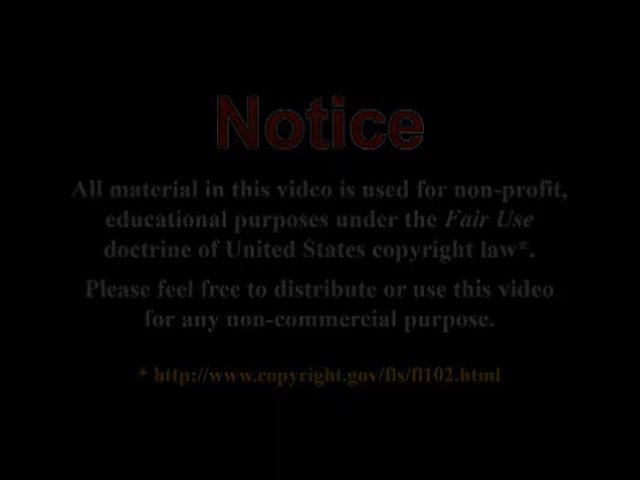 Notice
All material in this video is used for non-profit,
educational purposes under the Fair Use
doctrine of United States copyright law*.
Please feel free to distribute or use this video
for any non-commercial purpose.
* http://www.copyright.gov/fls/fl102.html